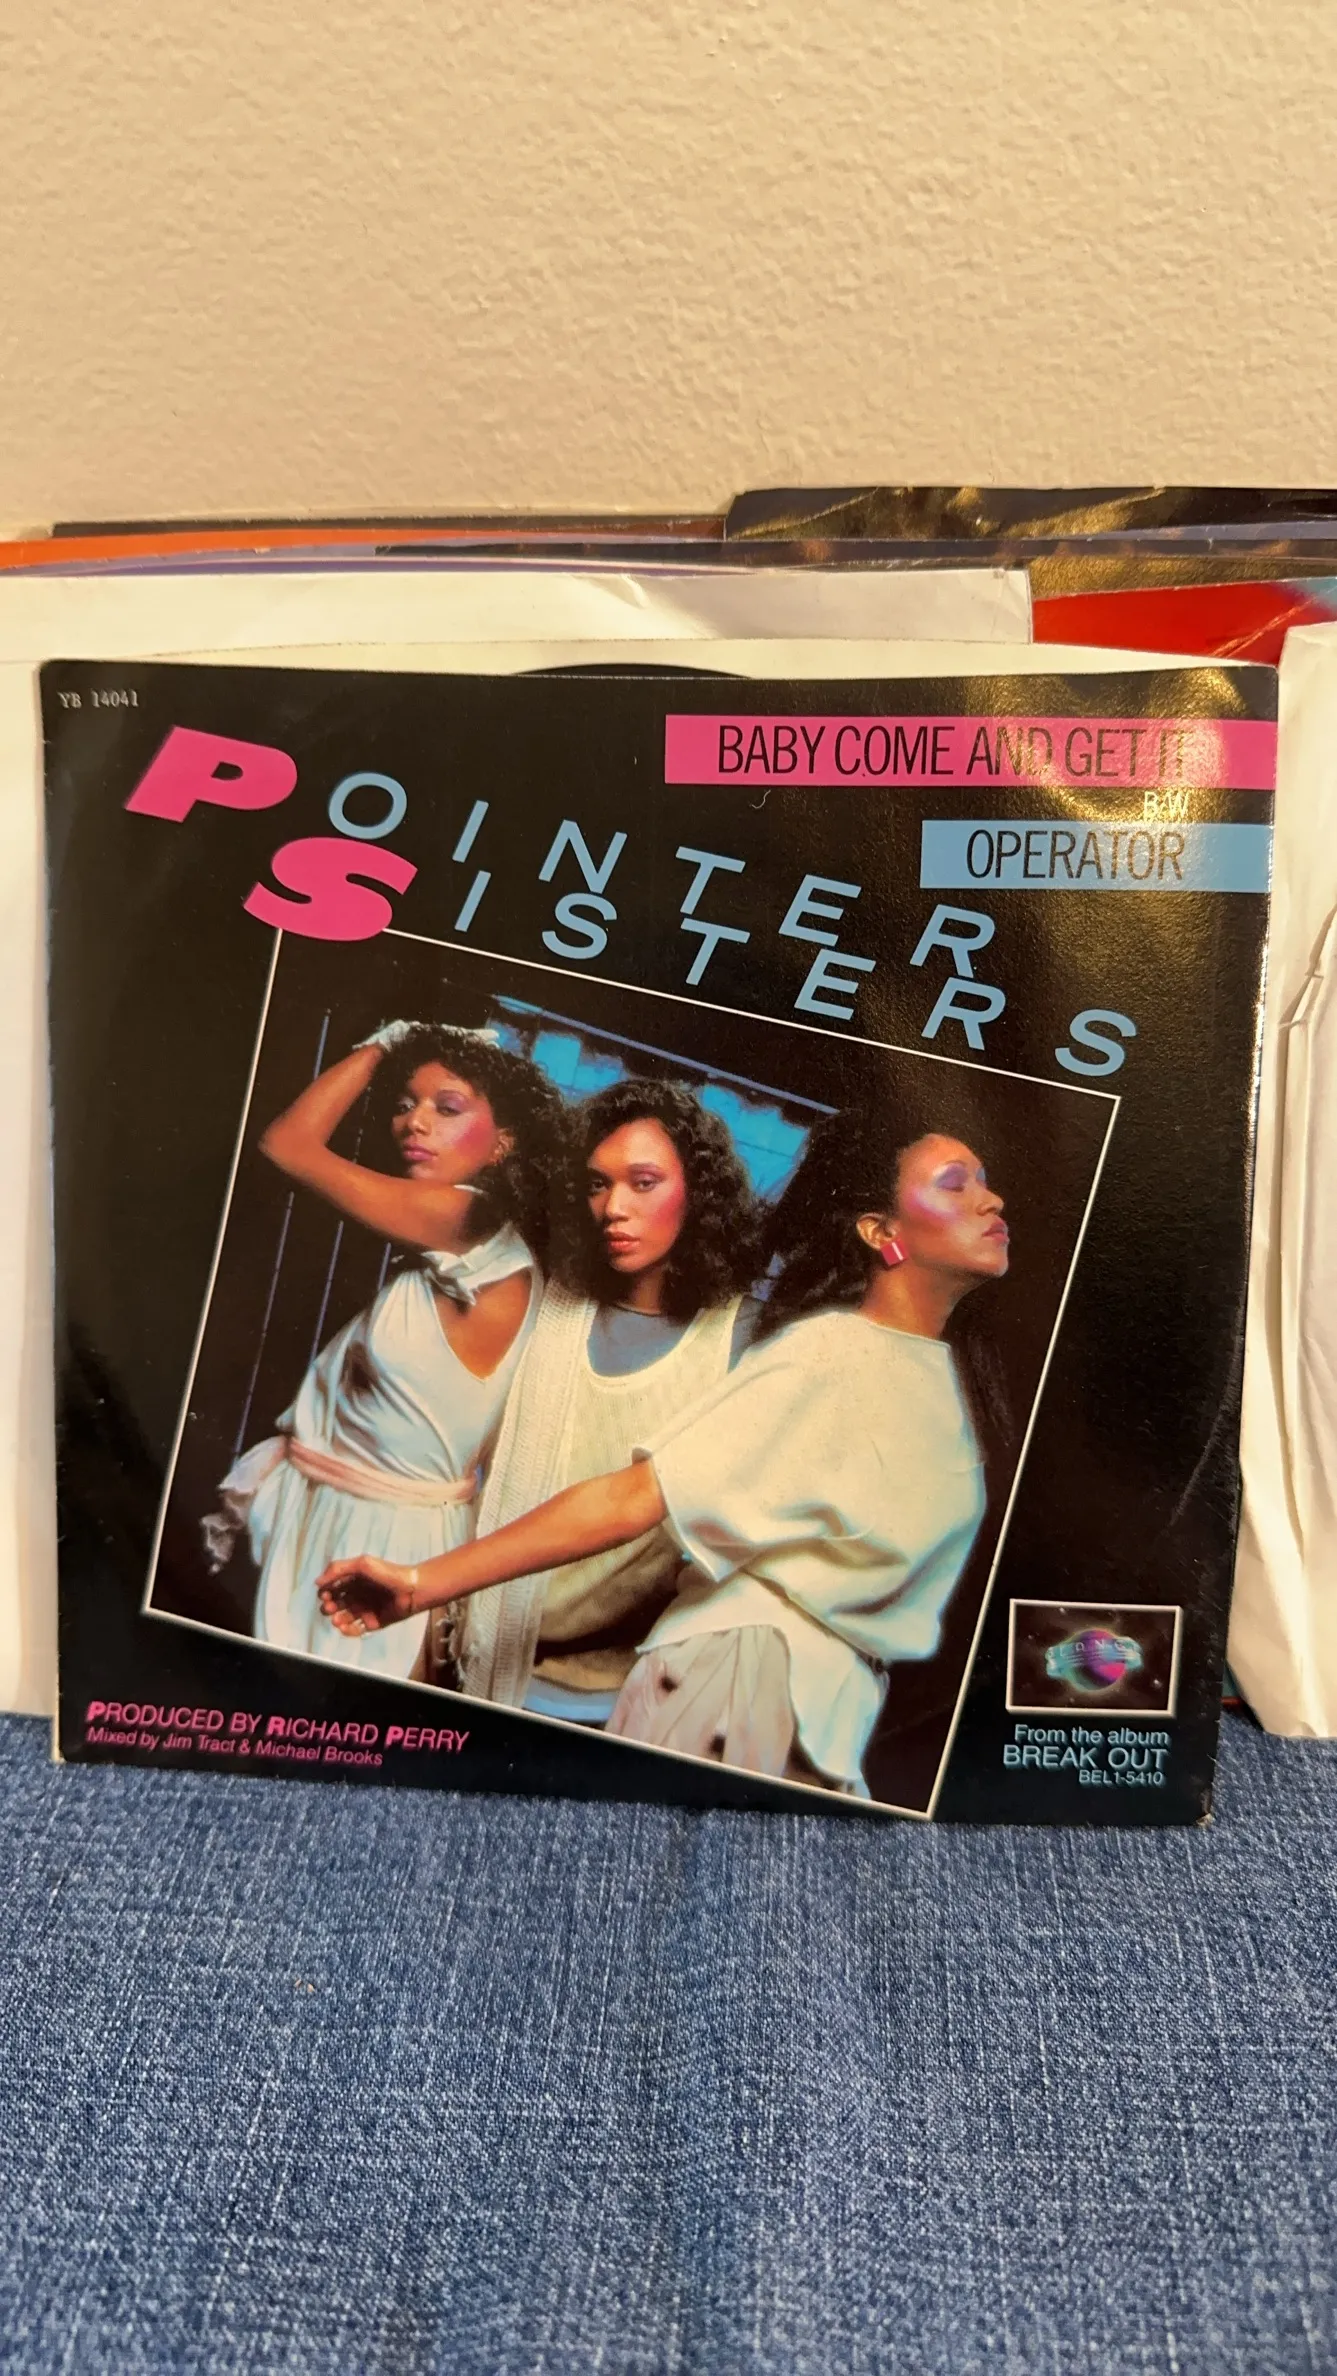 YB 14041
BABY COME AND GET IT
B/W
OPERATOR
POINTER
SISTERS
PRODUCED BY RICHARD PERRY
Mixed by Jim Tract & Michael Brooks
PLANET
From the album
BREAK OUT
BEL1-5410